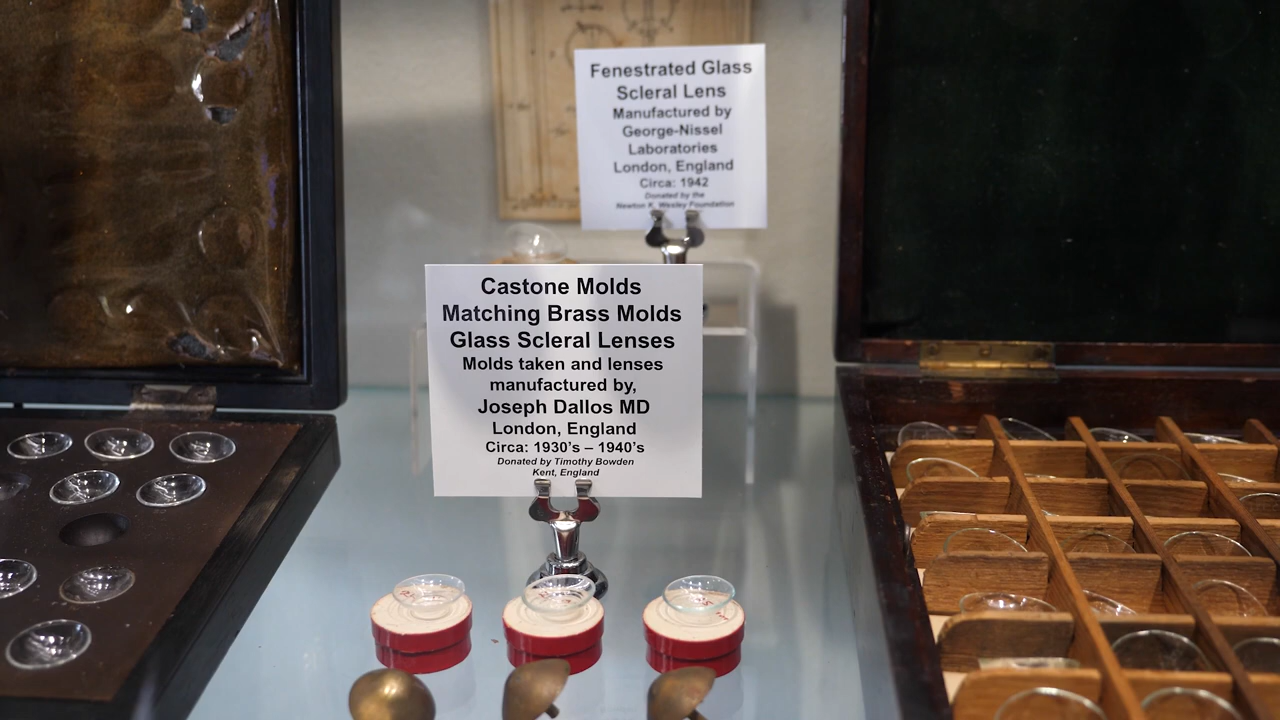 Fenestrated Glass
Scleral Lens
Manufactured by
George-Nissel
Laboratories
London, England
Circa: 1942
Donated by the
Newton K. Wesley Foundation
Castone Molds
Matching Brass Molds
Glass Scleral Lenses
Molds taken and lenses
manufactured by,
Joseph Dallos MD
London, England
Circa: 1930’s – 1940’s
Donated by Timothy Bowden
Kent, England